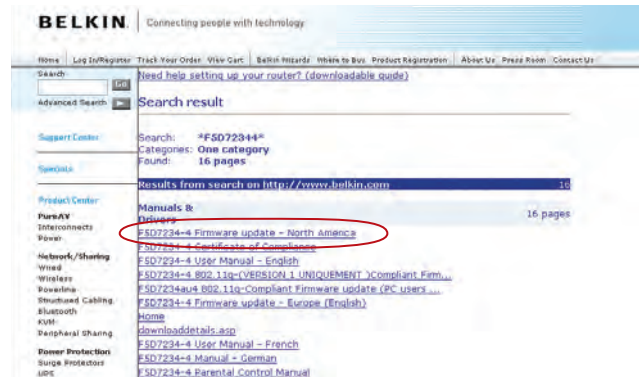 BELKIN. Connecting people with technology
Home Log In/Register Track Your Order View Cart Belkin Wizards Where to Buy Product Registration About Us Press Room Contact Us
Search
Go
Advanced Search
Support Center
Specials
Product Center
PureAV
Interconnects
Power
Network/Sharing
Wired
Wireless
Powerline
Structured Cabling
Bluetooth
KVM
Peripheral Sharing
Power Protection
Surge Protectors
UPS
Need help setting up your router? (downloadable guide)
Search result
Search: *F5D72344*
Categories: One category
Found: 16 pages
Results from search on http://www.belkin.com 16
Manuals & Drivers 16 pages
F5D7234-4 Firmware update - North America
F5D7234-4 Certificate of Compliance
F5D7234-4 User Manual - English
F5D7234-4 802.11g-(VERSION 1 UNIQUEMENT )Compliant Firm...
F5D7234au4 802.11g-Compliant Firmware update (PC users ...
F5D7234-4 Firmware update - Europe (English)
Home
downloaddetails.asp
F5D7234-4 User Manual - French
F5D7234-4 Manual - German
F5D7234-4 Parental Control Manual